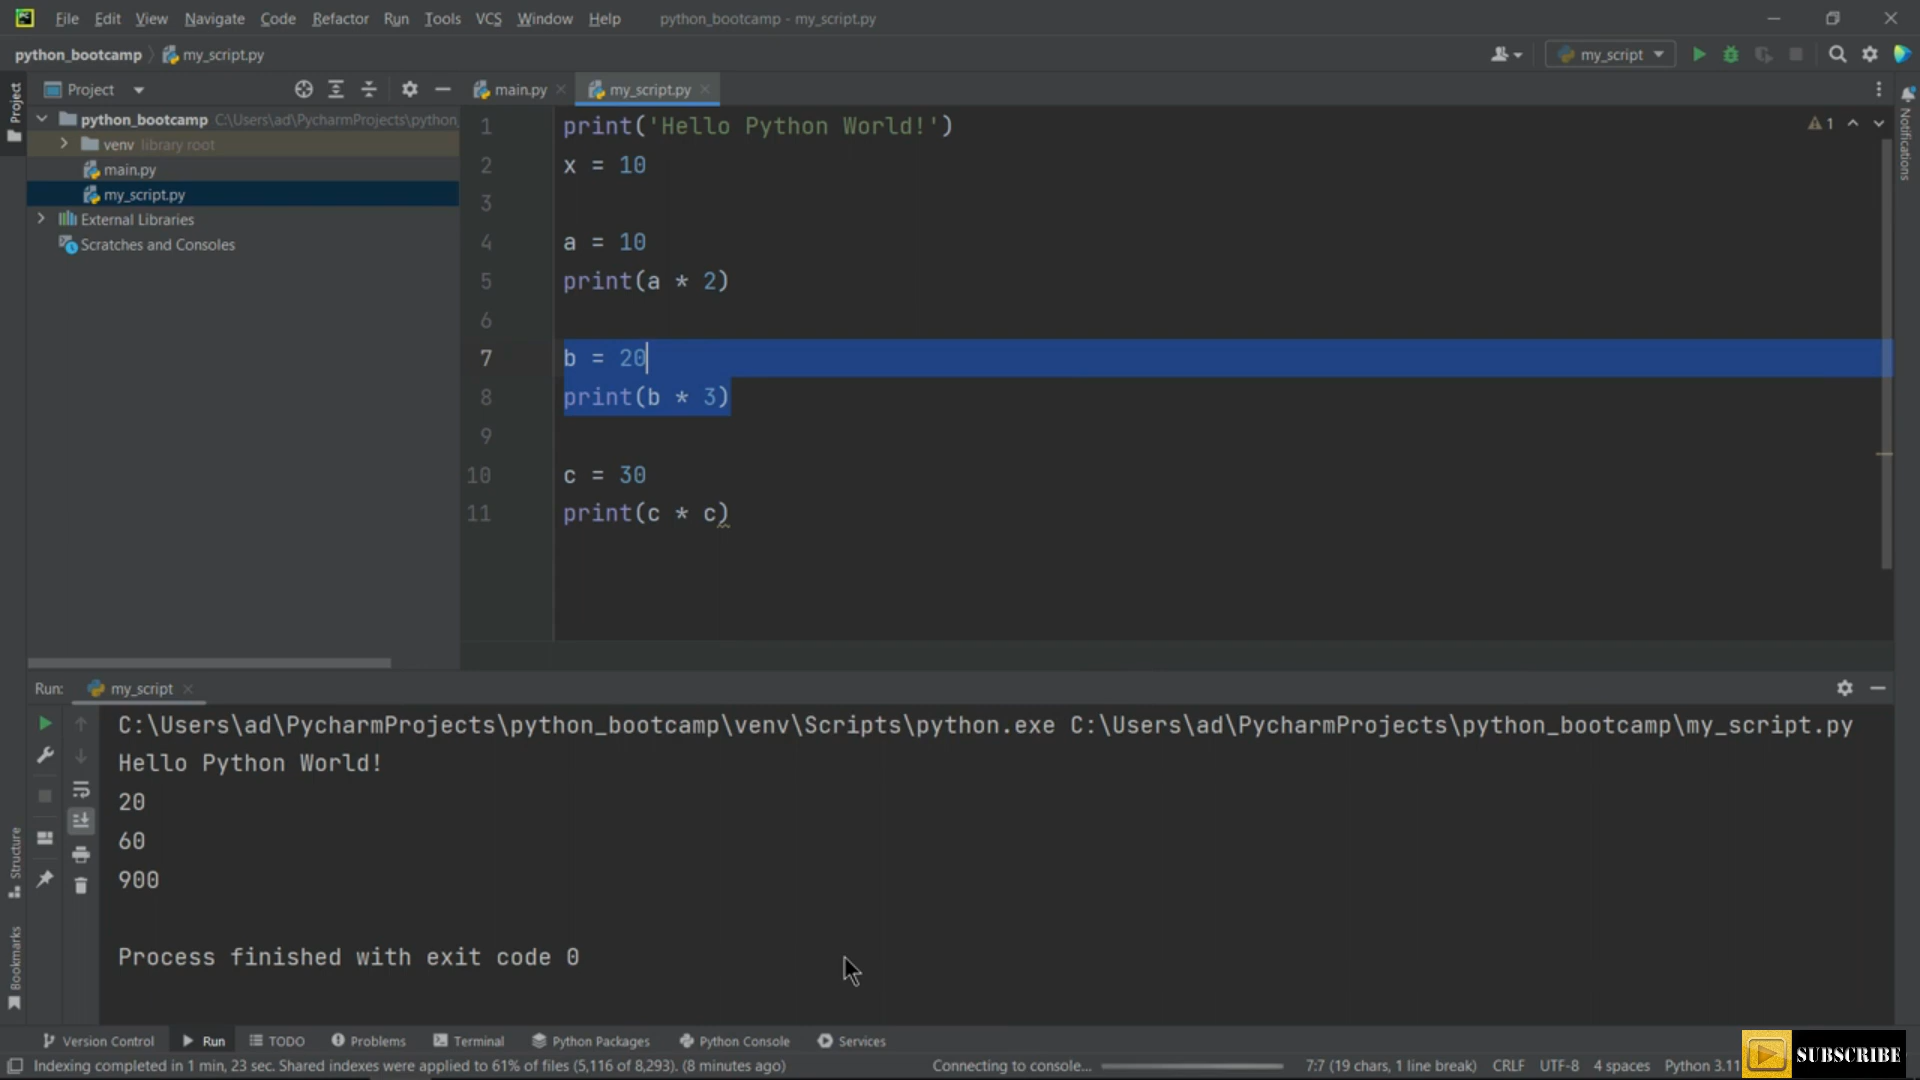 File Edit View Navigate Code Refactor Run Tools VCS Window Help python_bootcamp - my_script.py
python_bootcamp my_script.py my_script
Project main.py my_script.py
Project
Notifications
python_bootcamp C:\Users\ad\PycharmProjects\python_
venv library root
main.py
my_script.py
External Libraries
Scratches and Consoles
1 print('Hello Python World!')
1
2 x = 10
3
4 a = 10
5 print(a * 2)
6
7 b = 20
8 print(b * 3)
9
10 c = 30
11 print(c * c)
Run: my_script
C:\Users\ad\PycharmProjects\python_bootcamp\venv\Scripts\python.exe C:\Users\ad\PycharmProjects\python_bootcamp\my_script.py
Hello Python World!
20
60
900
Process finished with exit code 0
Structure
Bookmarks
Version Control Run TODO Problems Terminal Python Packages Python Console Services
Indexing completed in 1 min, 23 sec. Shared indexes were applied to 61% of files (5,116 of 8,293). (8 minutes ago) Connecting to console... 7:7 (19 chars, 1 line break) CRLF UTF-8 4 spaces Python 3.11
SUBSCRIBE